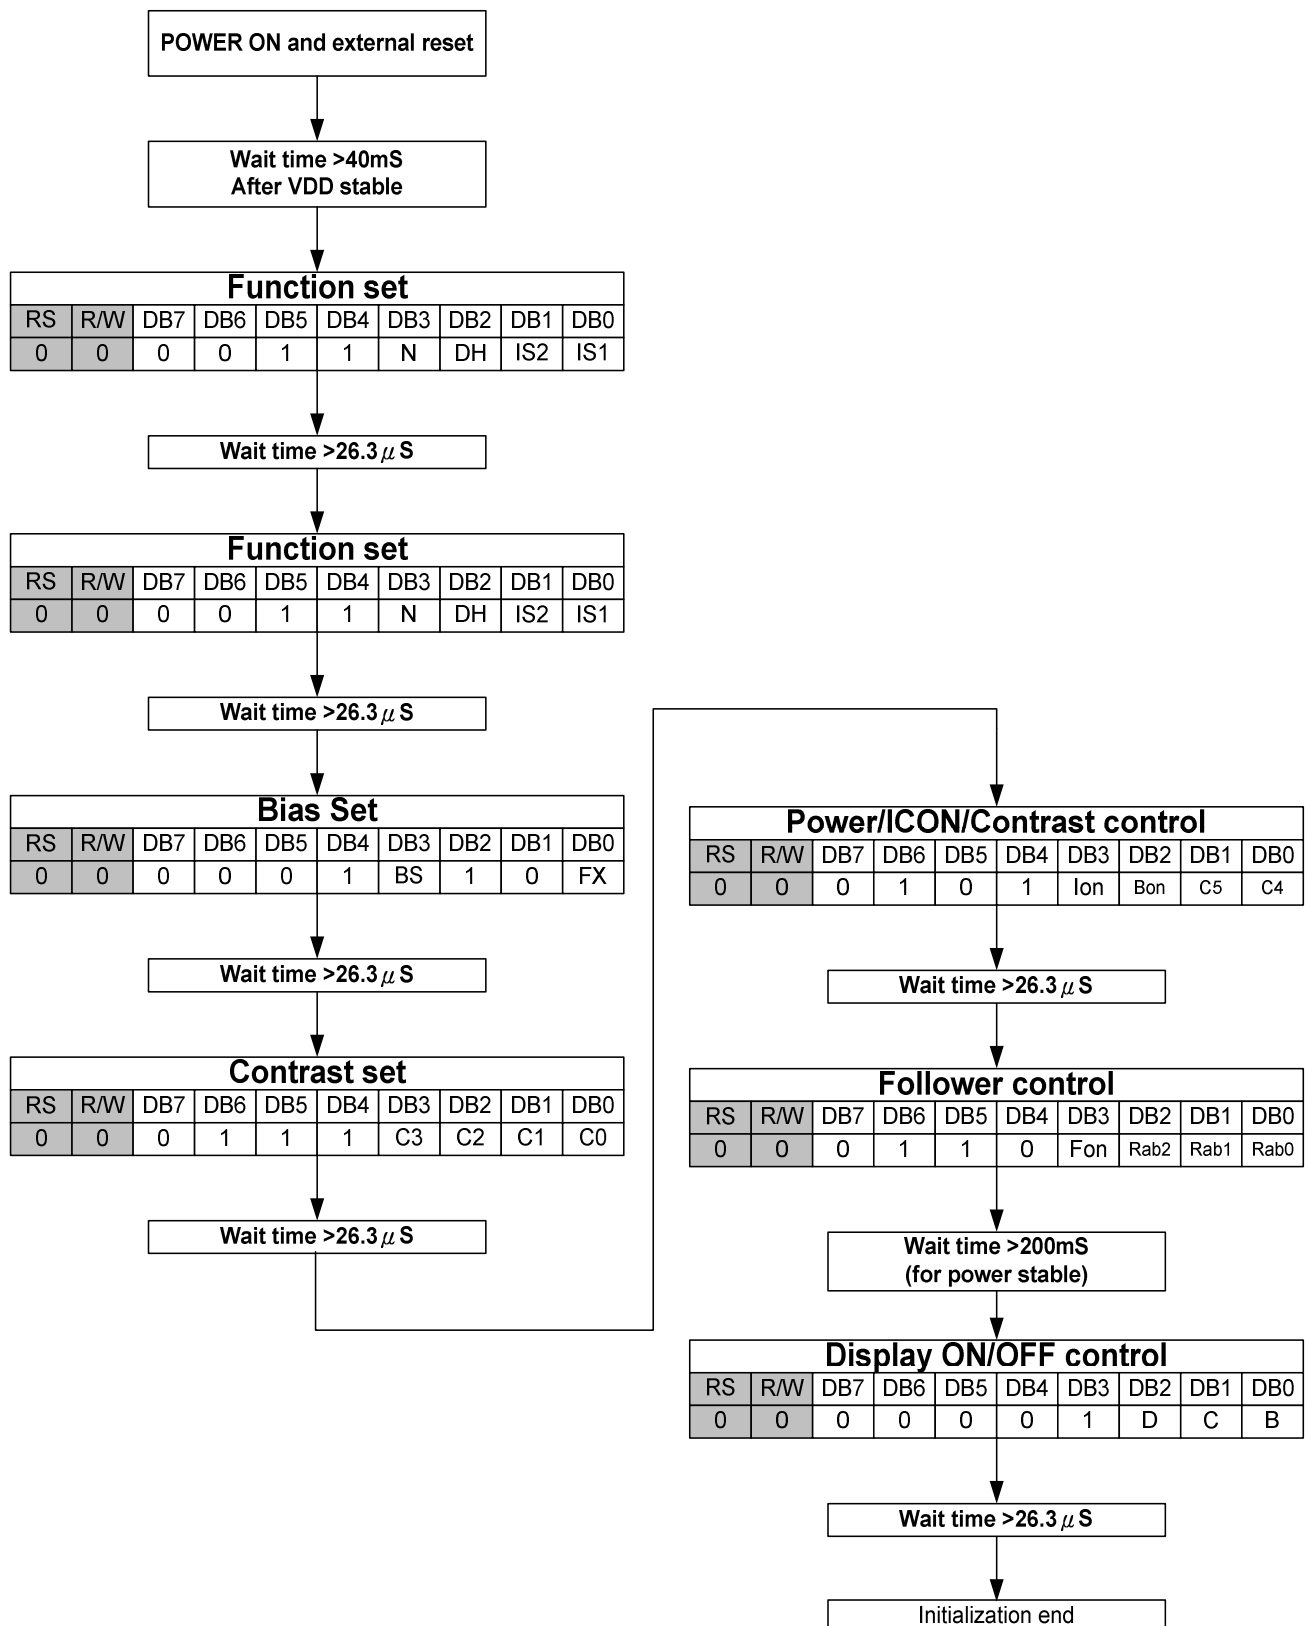 POWER ON and external reset
Wait time >40mS
After VDD stable
Function set
RS R/W DB7 DB6 DB5 DB4 DB3 DB2 DB1 DB0
0 0 0 0 1 1 N DH IS2 IS1
Wait time >26.3μS
Function set
RS R/W DB7 DB6 DB5 DB4 DB3 DB2 DB1 DB0
0 0 0 0 1 1 N DH IS2 IS1
Wait time >26.3μS
Bias Set
RS R/W DB7 DB6 DB5 DB4 DB3 DB2 DB1 DB0
0 0 0 0 0 1 BS 1 0 FX
Wait time >26.3μS
Contrast set
RS R/W DB7 DB6 DB5 DB4 DB3 DB2 DB1 DB0
0 0 0 1 1 1 C3 C2 C1 C0
Wait time >26.3μS
Power/ICON/Contrast control
RS R/W DB7 DB6 DB5 DB4 DB3 DB2 DB1 DB0
0 0 0 1 0 1 Ion Bon C5 C4
Wait time >26.3μS
Follower control
RS R/W DB7 DB6 DB5 DB4 DB3 DB2 DB1 DB0
0 0 0 1 1 0 Fon Rab2 Rab1 Rab0
Wait time >200mS
(for power stable)
Display ON/OFF control
RS R/W DB7 DB6 DB5 DB4 DB3 DB2 DB1 DB0
0 0 0 0 0 0 1 D C B
Wait time >26.3μS
Initialization end